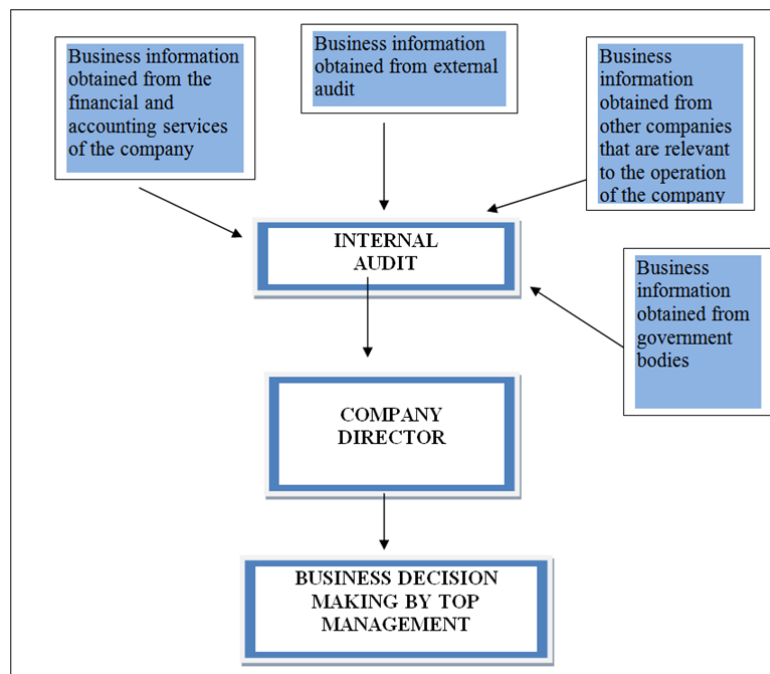 Business information
obtained from the
financial and
accounting services
of the company
Business information
obtained from external
audit
Business
information
obtained from
other companies
that are relevant
to the operation
of the company
INTERNAL
AUDIT
Business
information
obtained from
government
bodies
COMPANY
DIRECTOR
BUSINESS DECISION
MAKING BY TOP
MANAGEMENT